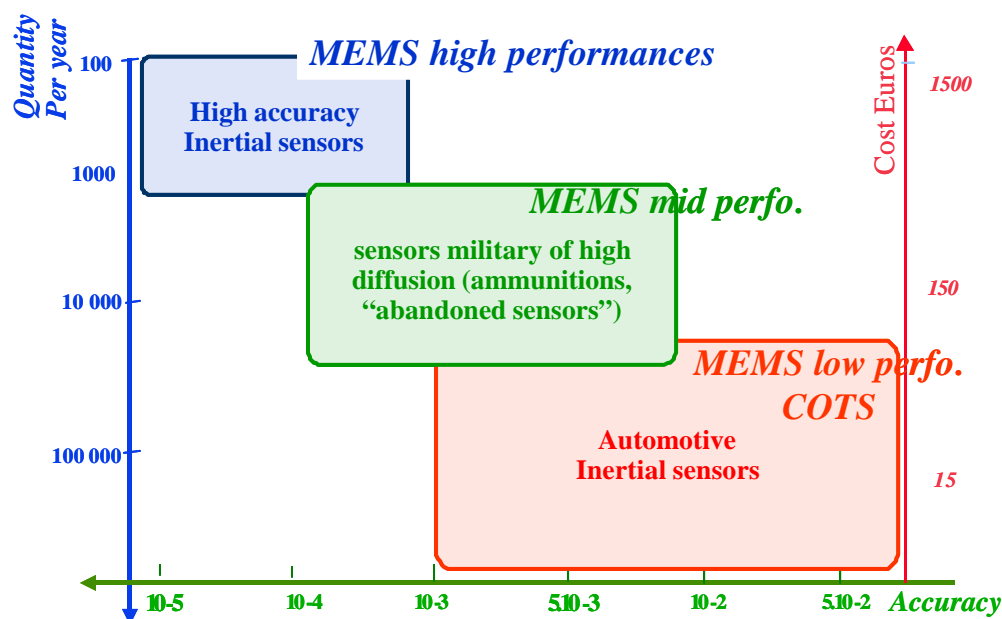 Quantity
Per year
MEMS high performances
Cost Euros
100
1500
High accuracy
Inertial sensors
1000
MEMS mid perfo.
sensors military of high
diffusion (ammunitions,
“abandoned sensors”)
10 000
150
MEMS low perfo.
COTS
Automotive
Inertial sensors
100 000
15
10-5
10-4
10-3
5.10-3
10-2
5.10-2
Accuracy